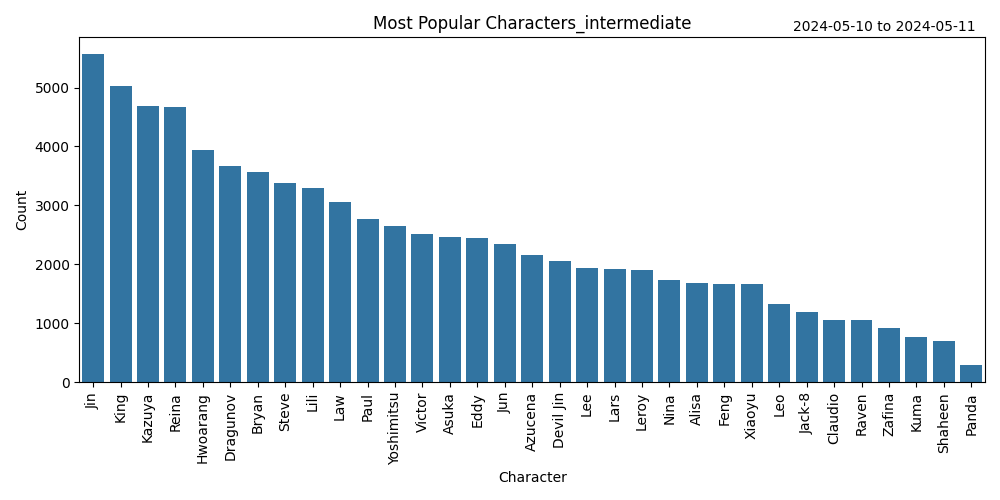 Most Popular Characters_intermediate
2024-05-10 to 2024-05-11
Count
5000
4000
3000
2000
1000
0
Jin
King
Kazuya
Reina
Hwoarang
Dragunov
Bryan
Steve
Lili
Law
Paul
Yoshimitsu
Victor
Asuka
Eddy
Jun
Azucena
Devil Jin
Lee
Lars
Leroy
Nina
Alisa
Feng
Xiaoyu
Leo
Jack-8
Claudio
Raven
Zafina
Kuma
Shaheen
Panda
Character